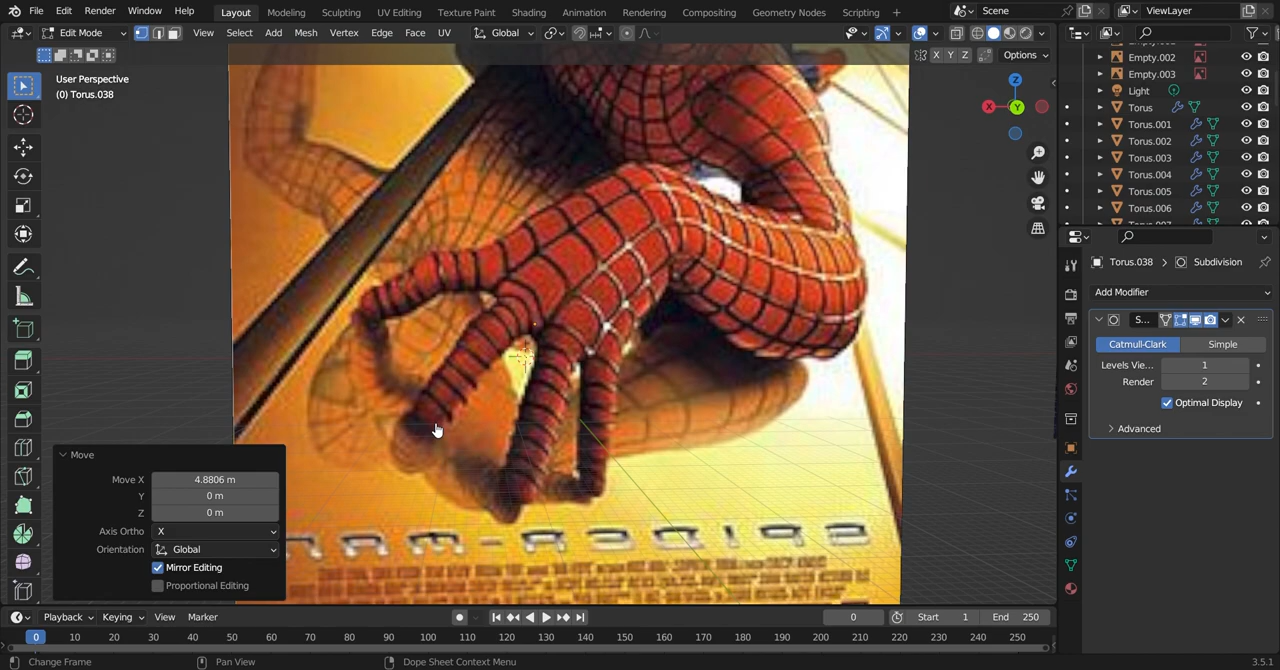 File Edit Render Window Help Layout Modeling Sculpting UV Editing Texture Paint Shading Animation Rendering Compositing Geometry Nodes Scripting + Scene ViewLayer
Edit Mode View Select Add Mesh Vertex Edge Face UV Global
X Y Z Options
User Perspective
(0) Torus.038
Z
X Y
Empty.002
Empty.003
Light
Torus
Torus.001
Torus.002
Torus.003
Torus.004
Torus.005
Torus.006
Torus.038 > Subdivision
Add Modifier
S...
Catmull-Clark Simple
Levels Vie... 1
Render 2
Optimal Display
Advanced
Move
Move X 4.8806 m
Y 0 m
Z 0 m
Axis Ortho X
Orientation Global
Mirror Editing
Proportional Editing
SPIDER-MAN
Playback Keying View Marker 0 Start 1 End 250
0 10 20 30 40 50 60 70 80 90 100 110 120 130 140 150 160 170 180 190 200 210 220 230 240 250
Change Frame Pan View Dope Sheet Context Menu 3.5.1